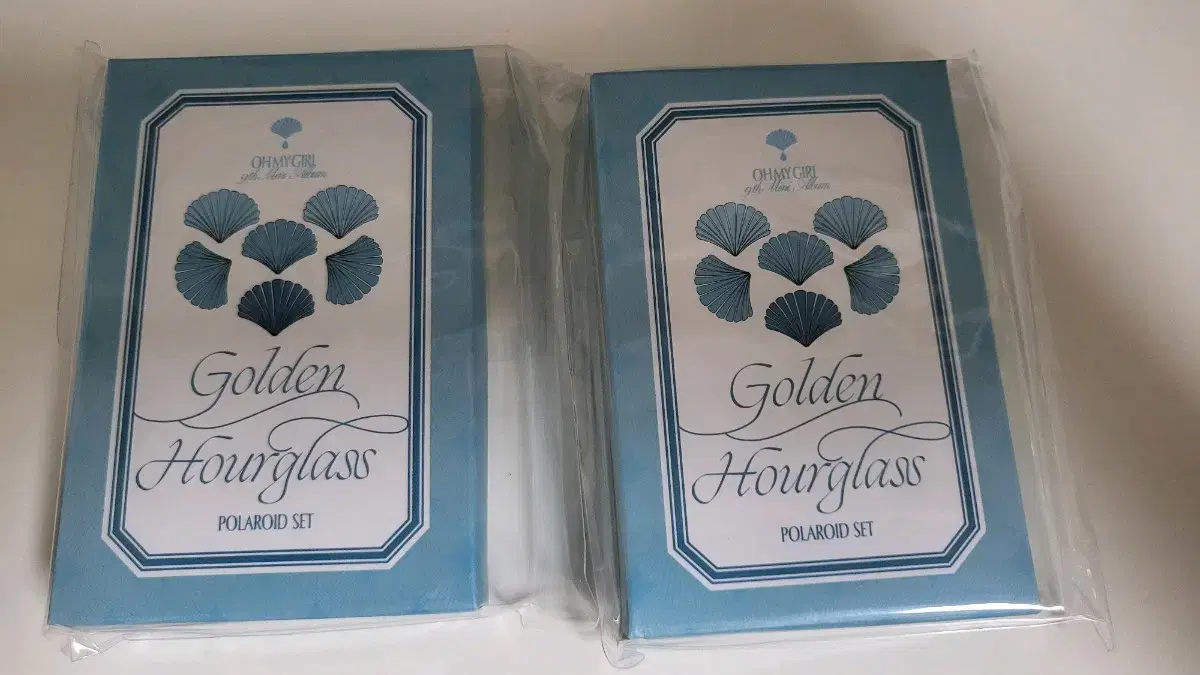 OH MY GIRL
9th Mini Album
Golden
Hourglass
POLAROID SET
OH MY GIRL
9th Mini Album
Golden
Hourglass
POLAROID SET